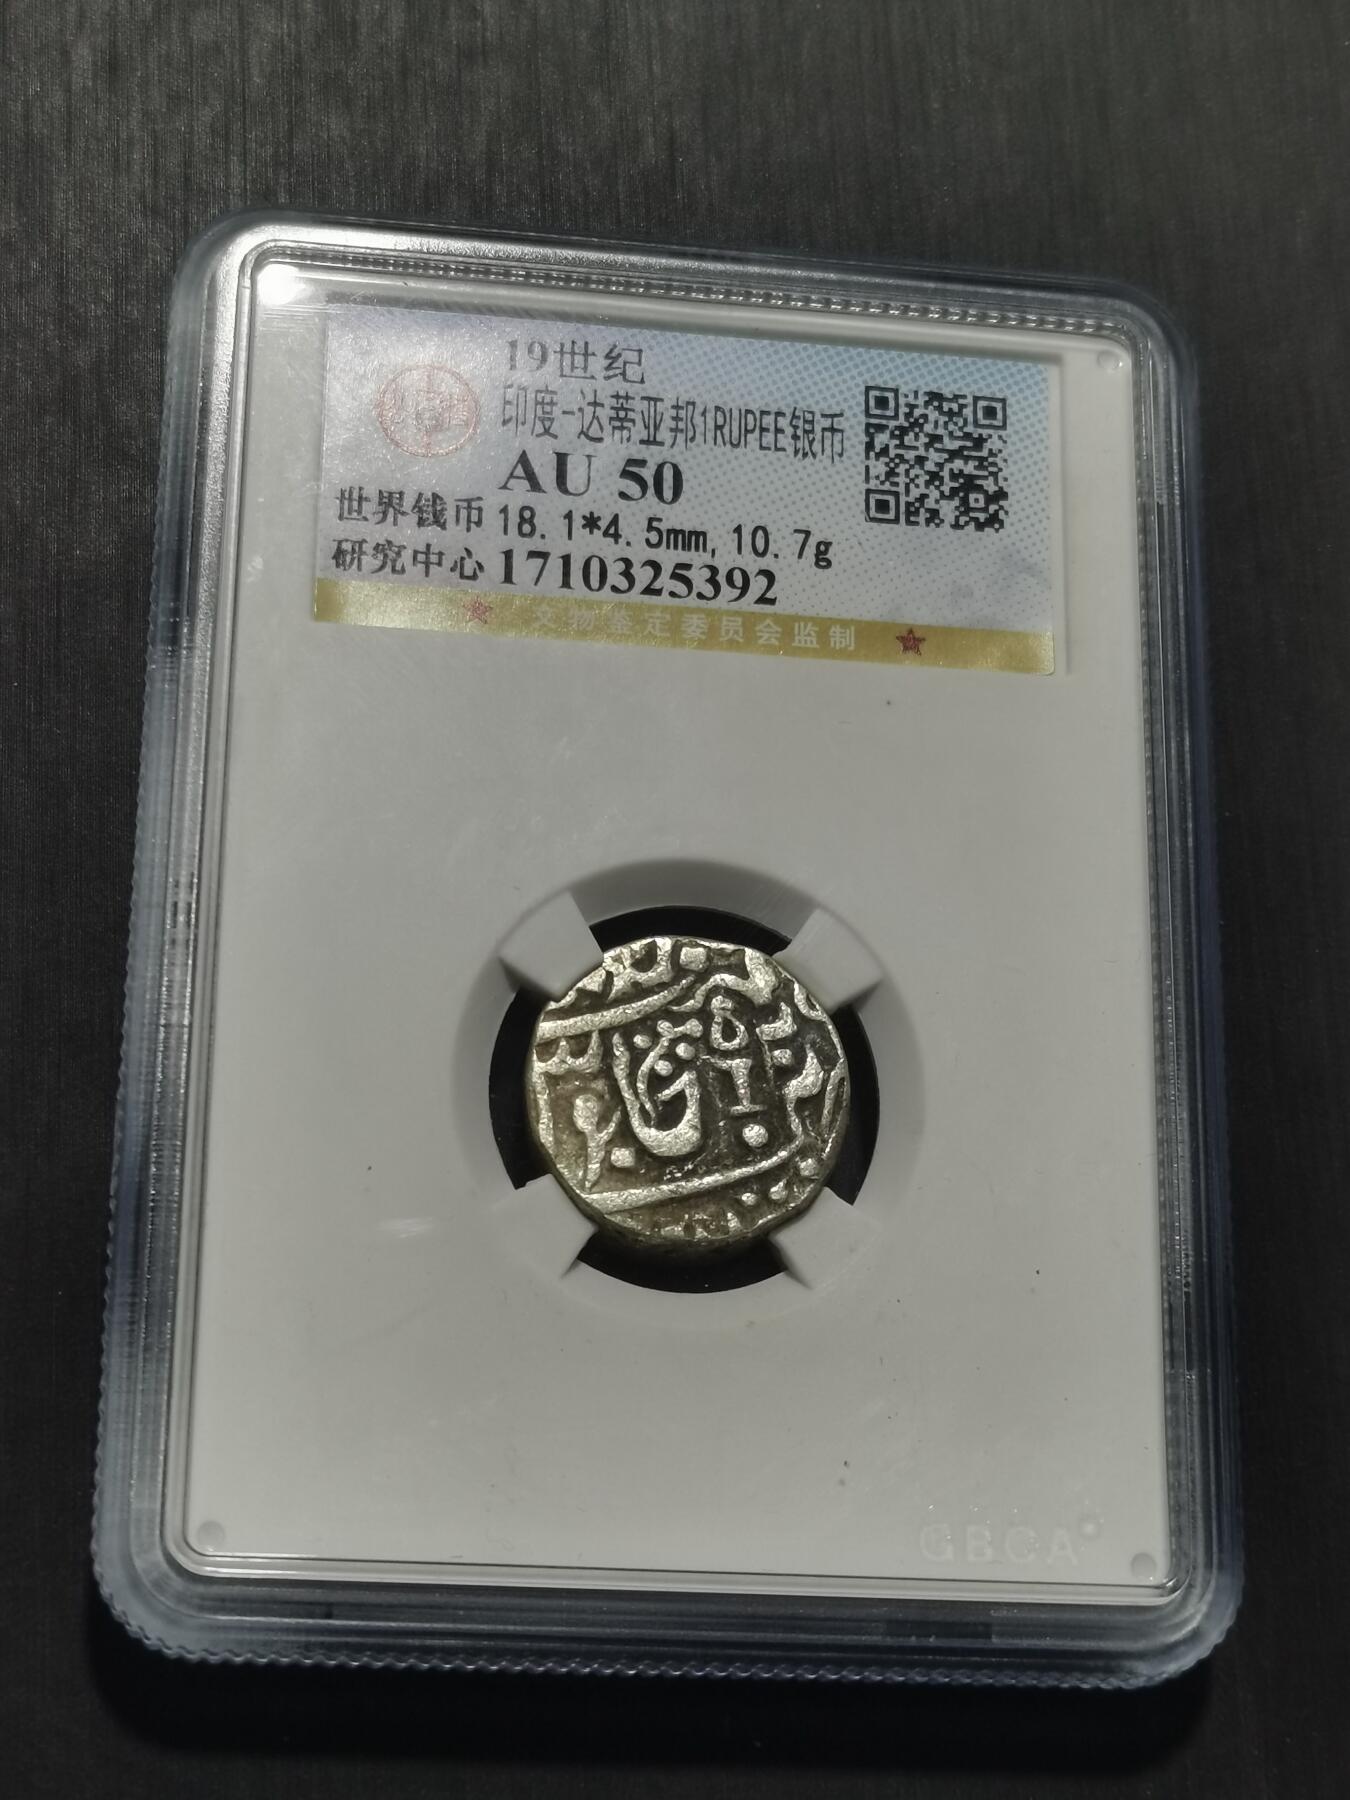 19世纪
印度-达蒂亚邦1RUPEE银币
AU 50
世界钱币 18.1*4.5mm,10.7g
研究中心 1710325392
文物鉴定委员会监制
GBCA